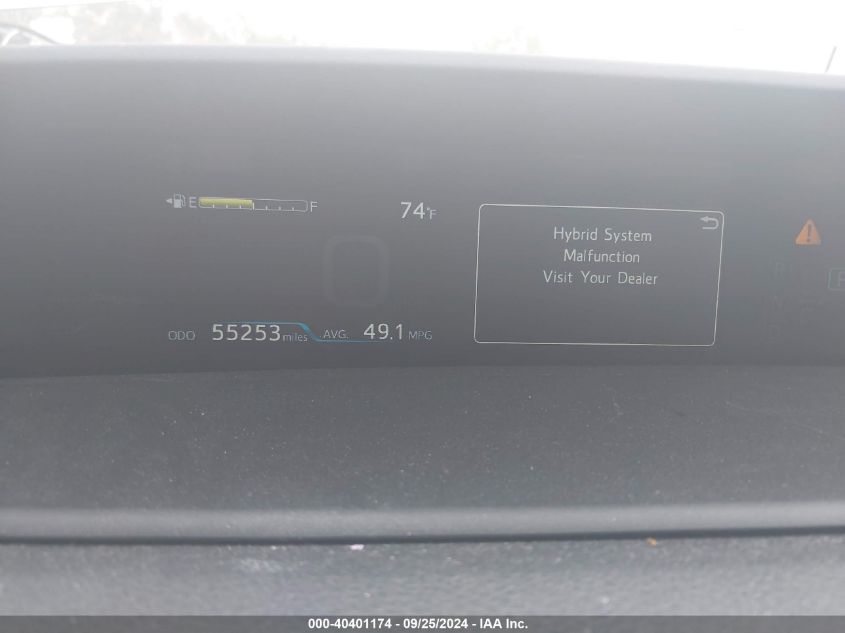 E F
74°F
Hybrid System
Malfunction
Visit Your Dealer
ODO 55253 miles AVG. 49.1 MPG
R
N
P
000-40401174 - 09/25/2024 - IAA Inc.